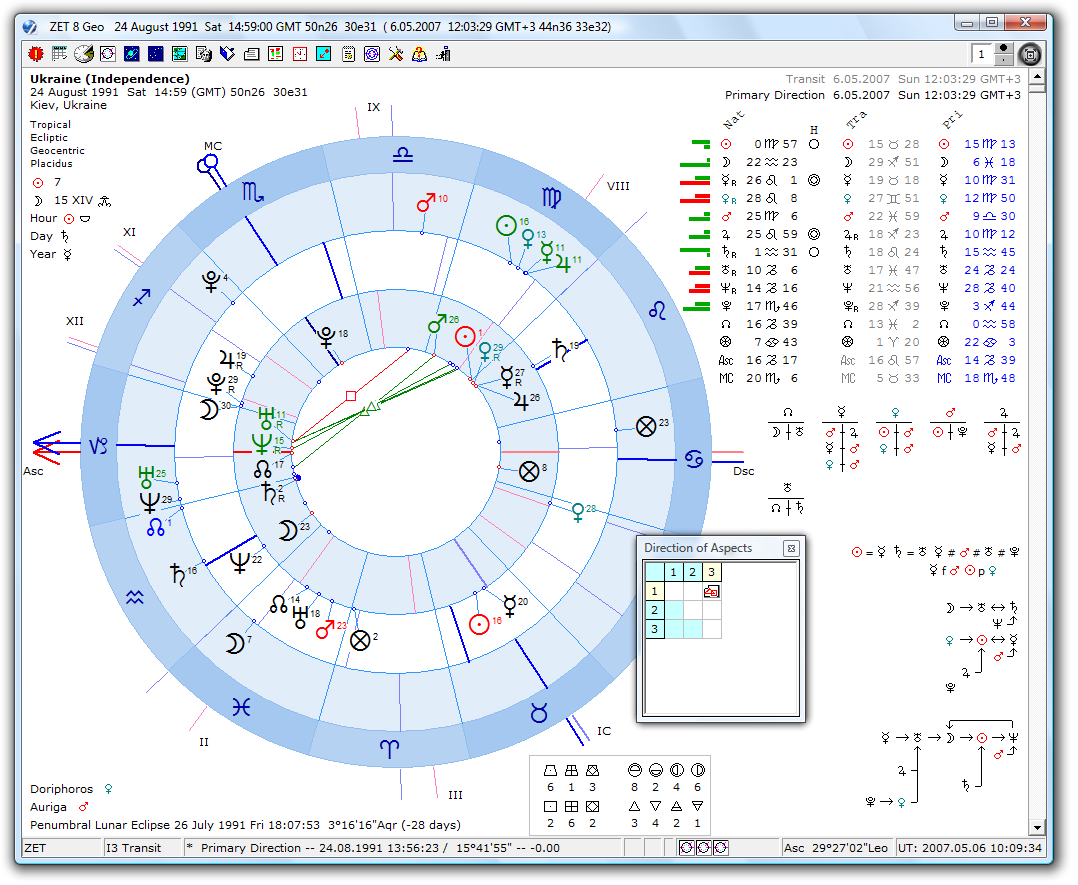 ZET 8 Geo 24 August 1991 Sat 14:59:00 GMT 50n26 30e31 ( 6.05.2007 12:03:29 GMT+3 44n36 33e32)
1
Ukraine (Independence)
24 August 1991 Sat 14:59 (GMT) 50n26 30e31
Kiev, Ukraine
Transit 6.05.2007 Sun 12:03:29 GMT+3
Primary Direction 6.05.2007 Sun 12:03:29 GMT+3
Tropical
Ecliptic
Geocentric
Placidus
☉ 7
☽ 15 XIV
Hour ☉
Day ♄
Year ☿
Nat H Tra Pri
☉ 0 ♍ 57 ☉ 15 ♉ 28 ☉ 15 ♍ 13
☽ 22 ♒ 23 ☽ 29 ♐ 51 ☽ 6 ♓ 18
☿ R 26 ♌ 1 ☿ 19 ♉ 18 ☿ 10 ♍ 31
♀ R 28 ♌ 8 ♀ 27 ♊ 51 ♀ 12 ♍ 50
♂ 25 ♍ 6 ♂ 22 ♓ 59 ♂ 9 ♎ 30
♃ 25 ♌ 59 ♃ R 18 ♐ 23 ♃ 10 ♍ 12
♄ R 1 ♒ 31 ♄ 18 ♌ 24 ♄ 15 ♒ 45
♅ R 10 ♑ 6 ♅ 17 ♓ 47 ♅ 24 ♑ 24
♆ R 14 ♑ 16 ♆ 21 ♒ 56 ♆ 28 ♑ 40
♇ 17 ♏ 46 ♇ R 28 ♐ 39 ♇ 3 ♐ 44
☊ 16 ♑ 39 ☊ 13 ♓ 2 ☊ 0 ♒ 58
⊗ 7 ♋ 43 ⊗ 1 ♈ 20 ⊗ 22 ♋ 3
Asc 16 ♑ 17 Asc 16 ♌ 57 Asc 14 ♑ 39
MC 20 ♏ 6 MC 5 ♉ 33 MC 18 ♏ 48
MC
IX
VIII
XI
XII
Asc
Dsc
II
III
IC
Direction of Aspects
1 2 3
1
2
3
☉ = ☿ ♄ = ♅ ☿ # ♂ # ♅ # ♇
☿ f ♂ ☉ p ♀
6 1 3 8 2 4 6
2 6 2 3 4 2 1
Doriphoros ♀
Auriga ♂
Penumbral Lunar Eclipse 26 July 1991 Fri 18:07:53 3°16'16"Aqr (-28 days)
ZET I3 Transit * Primary Direction -- 24.08.1991 13:56:23 / 15°41'55" -- -0.00 Asc 29°27'02"Leo UT: 2007.05.06 10:09:34